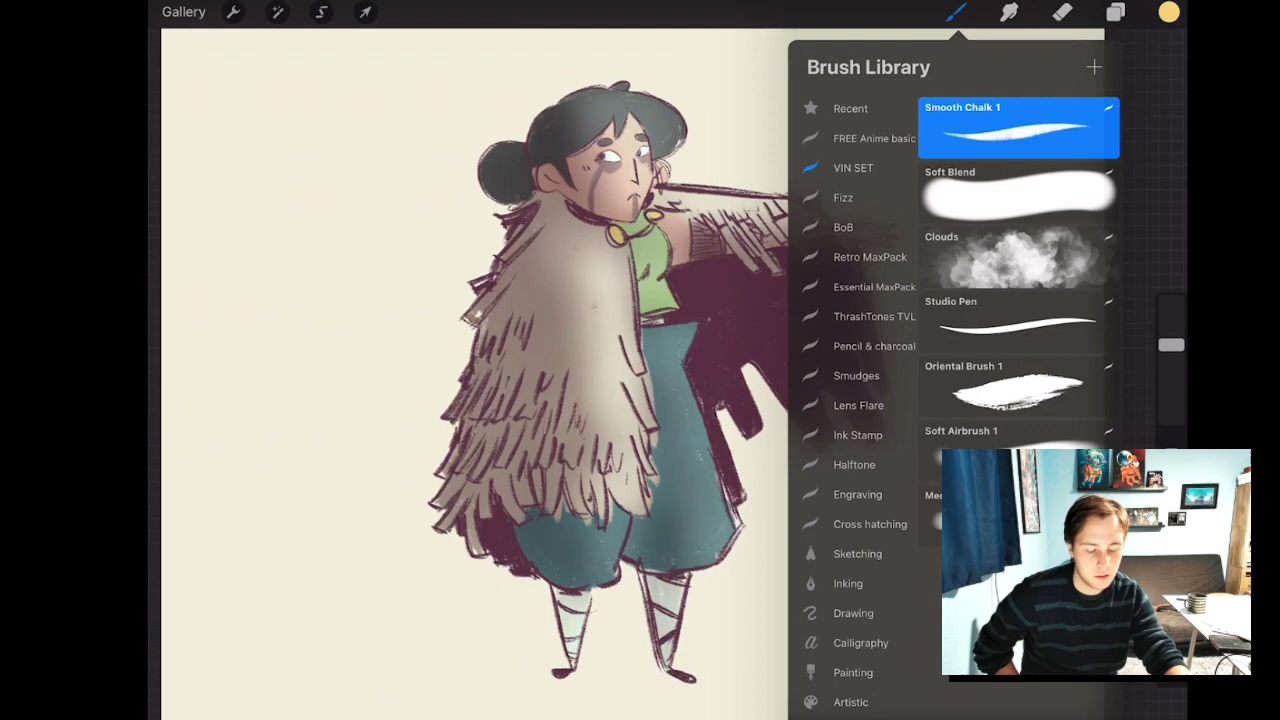 Gallery
Brush Library
Recent
FREE Anime basic
VIN SET
Fizz
BoB
Retro MaxPack
Essential MaxPack
ThrashTones TVL
Pencil & charcoal
Smudges
Lens Flare
Ink Stamp
Halftone
Engraving
Cross hatching
Sketching
Inking
Drawing
Calligraphy
Painting
Artistic
Smooth Chalk 1
Soft Blend
Clouds
Studio Pen
Oriental Brush 1
Soft Airbrush 1